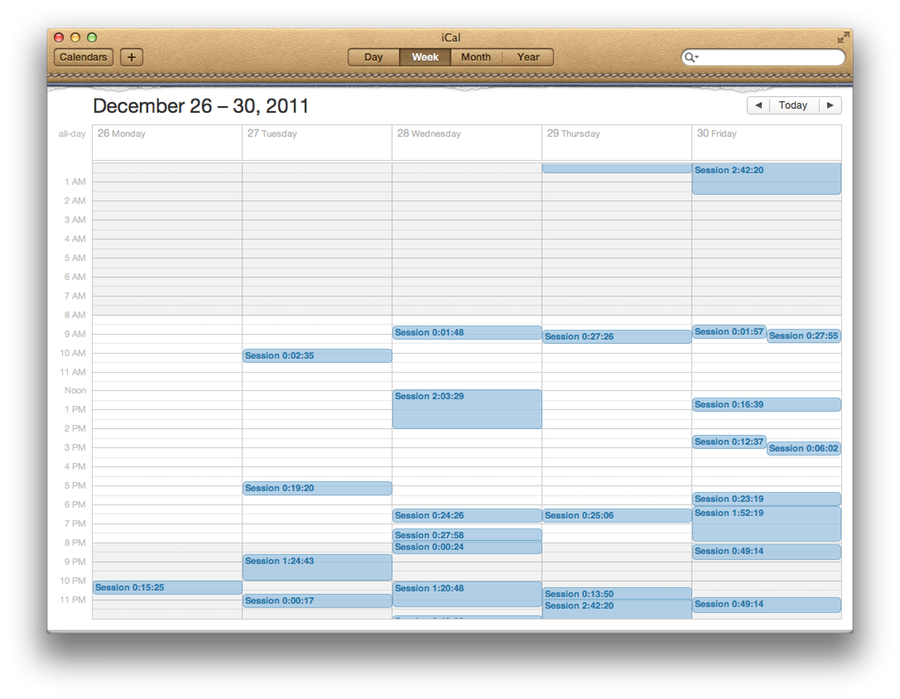 iCal
Calendars + Day Week Month Year
December 26 – 30, 2011
Today
all-day 26 Monday 27 Tuesday 28 Wednesday 29 Thursday 30 Friday
Session 2:42:20
1 AM
2 AM
3 AM
4 AM
5 AM
6 AM
7 AM
8 AM
Session 0:01:48 Session 0:01:57
9 AM Session 0:27:26 Session 0:27:55
10 AM Session 0:02:35
11 AM
Noon
Session 2:03:29
Session 0:16:39
1 PM
2 PM
Session 0:12:37
3 PM Session 0:06:02
4 PM
5 PM Session 0:19:20
Session 0:23:19
6 PM
Session 1:52:19
Session 0:24:26 Session 0:25:06
7 PM
Session 0:27:58
8 PM Session 0:00:24
Session 0:49:14
9 PM Session 1:24:43
10 PM
Session 0:15:25 Session 1:20:48
Session 0:13:50
11 PM Session 0:00:17 Session 2:42:20 Session 0:49:14